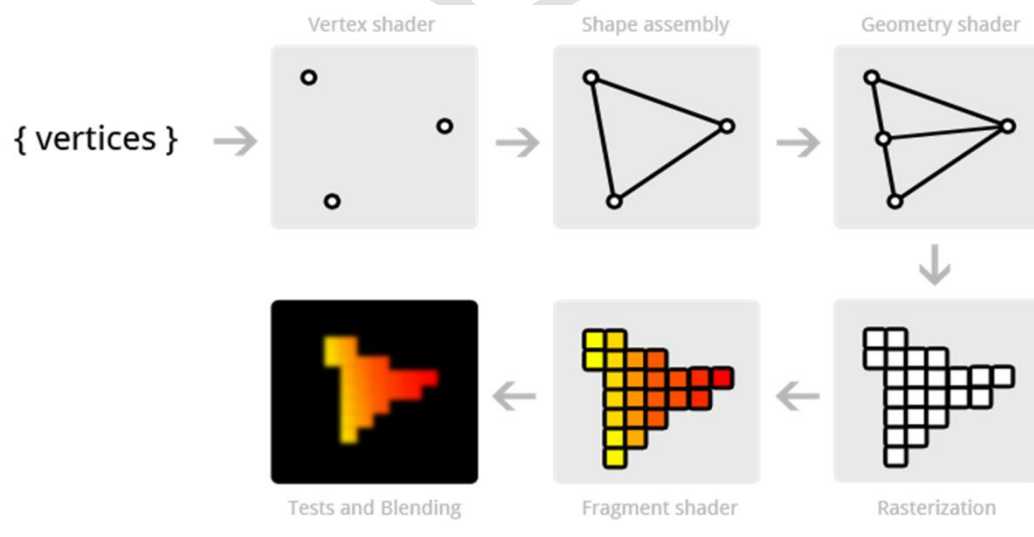 Vertex shader
Shape assembly
Geometry shader
{ vertices }
Tests and Blending
Fragment shader
Rasterization